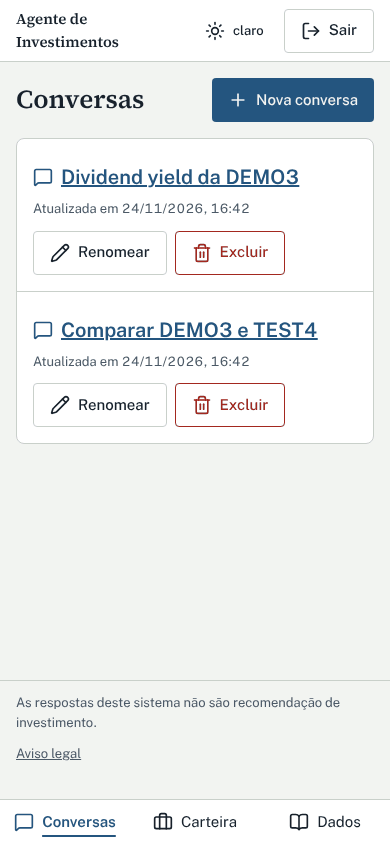 Agente de
Investimentos
claro
Sair
Conversas
Nova conversa
Dividend yield da DEMO3
Atualizada em 24/11/2026, 16:42
Renomear
Excluir
Comparar DEMO3 e TEST4
Atualizada em 24/11/2026, 16:42
Renomear
Excluir
As respostas deste sistema não são recomendação de
investimento.
Aviso legal
Conversas
Carteira
Dados